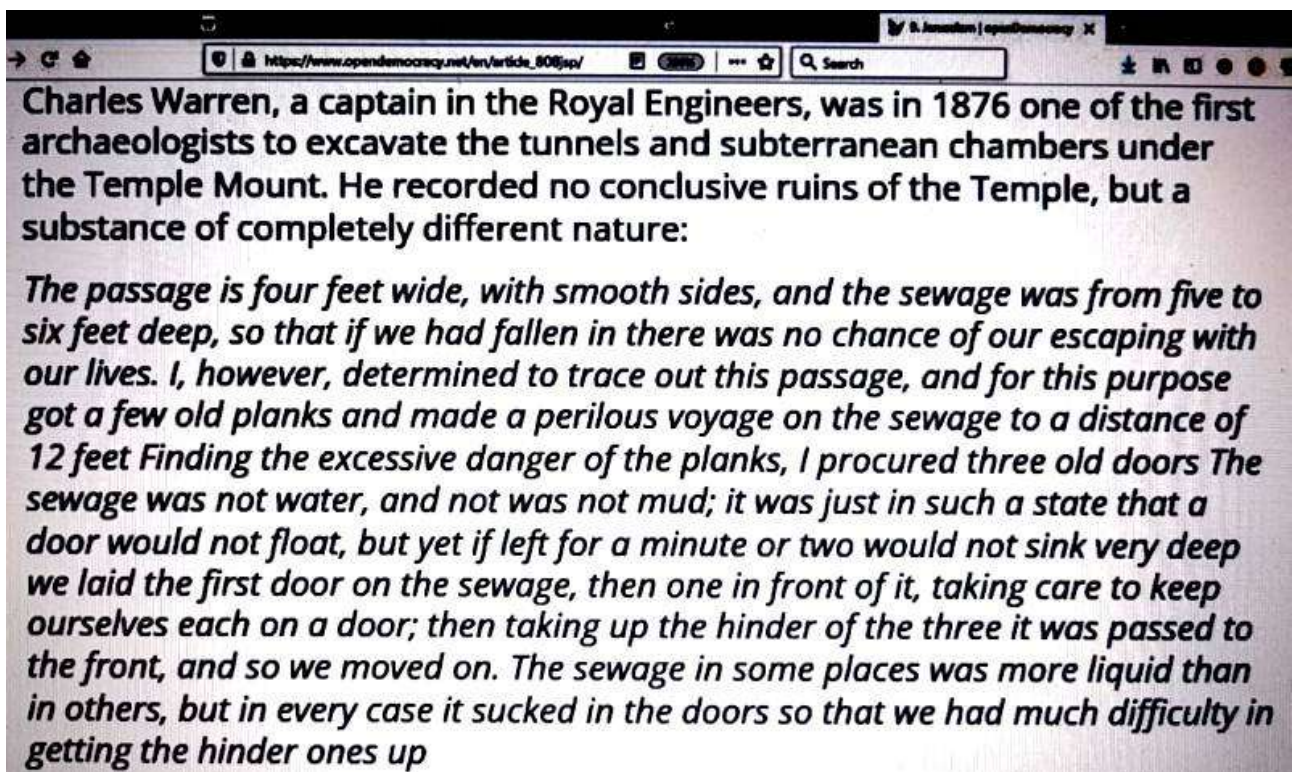 https://www.opendemocracy.net/en/article_808jsp/
Search
Charles Warren, a captain in the Royal Engineers, was in 1876 one of the first
archaeologists to excavate the tunnels and subterranean chambers under
the Temple Mount. He recorded no conclusive ruins of the Temple, but a
substance of completely different nature:
The passage is four feet wide, with smooth sides, and the sewage was from five to
six feet deep, so that if we had fallen in there was no chance of our escaping with
our lives. I, however, determined to trace out this passage, and for this purpose
got a few old planks and made a perilous voyage on the sewage to a distance of
12 feet Finding the excessive danger of the planks, I procured three old doors The
sewage was not water, and not was not mud; it was just in such a state that a
door would not float, but yet if left for a minute or two would not sink very deep
we laid the first door on the sewage, then one in front of it, taking care to keep
ourselves each on a door; then taking up the hinder of the three it was passed to
the front, and so we moved on. The sewage in some places was more liquid than
in others, but in every case it sucked in the doors so that we had much difficulty in
getting the hinder ones up